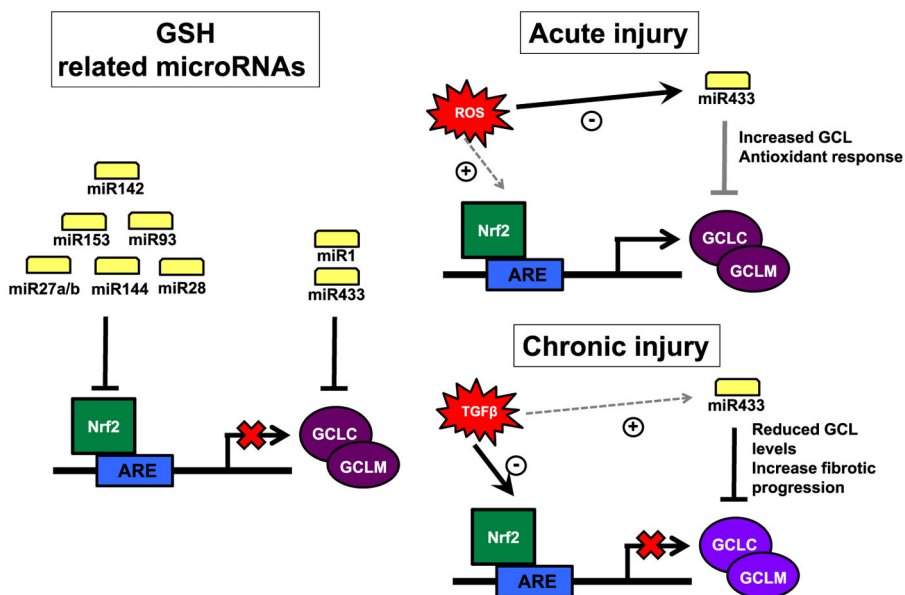 GSH
related microRNAs
miR142
miR153
miR93
miR27a/b
miR144
miR28
miR1
miR433
Nrf2
ARE
GCLC
GCLM
Acute injury
ROS
-
miR433
+
Increased GCL
Antioxidant response
Nrf2
ARE
GCLC
GCLM
Chronic injury
TGFβ
+
miR433
-
Reduced GCL
levels
Increase fibrotic
progression
Nrf2
ARE
GCLC
GCLM